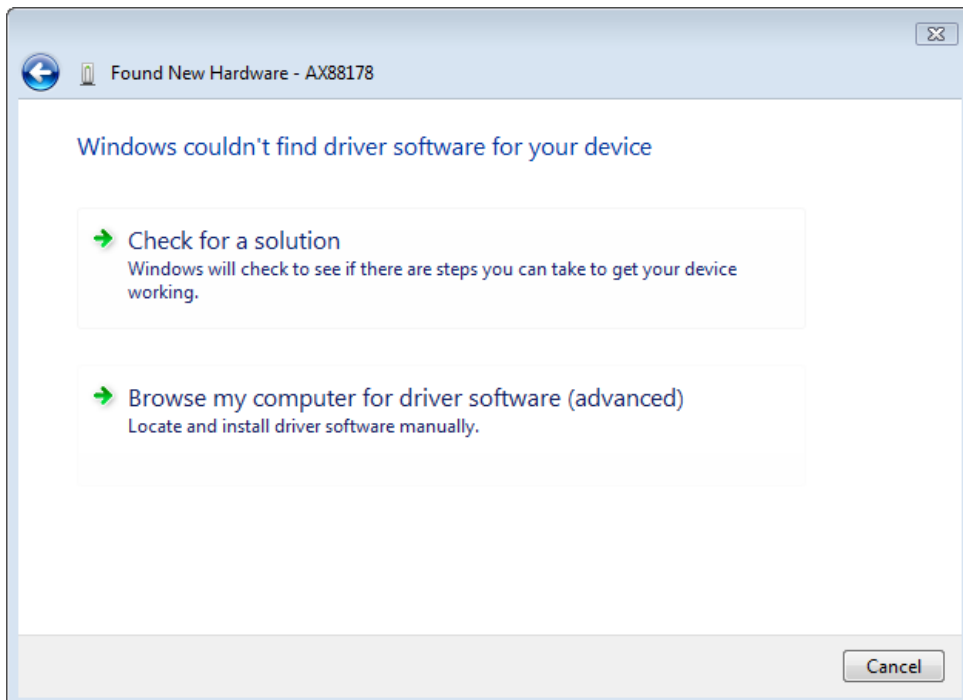 Found New Hardware - AX88178
Windows couldn't find driver software for your device
Check for a solution
Windows will check to see if there are steps you can take to get your device
working.
Browse my computer for driver software (advanced)
Locate and install driver software manually.
Cancel